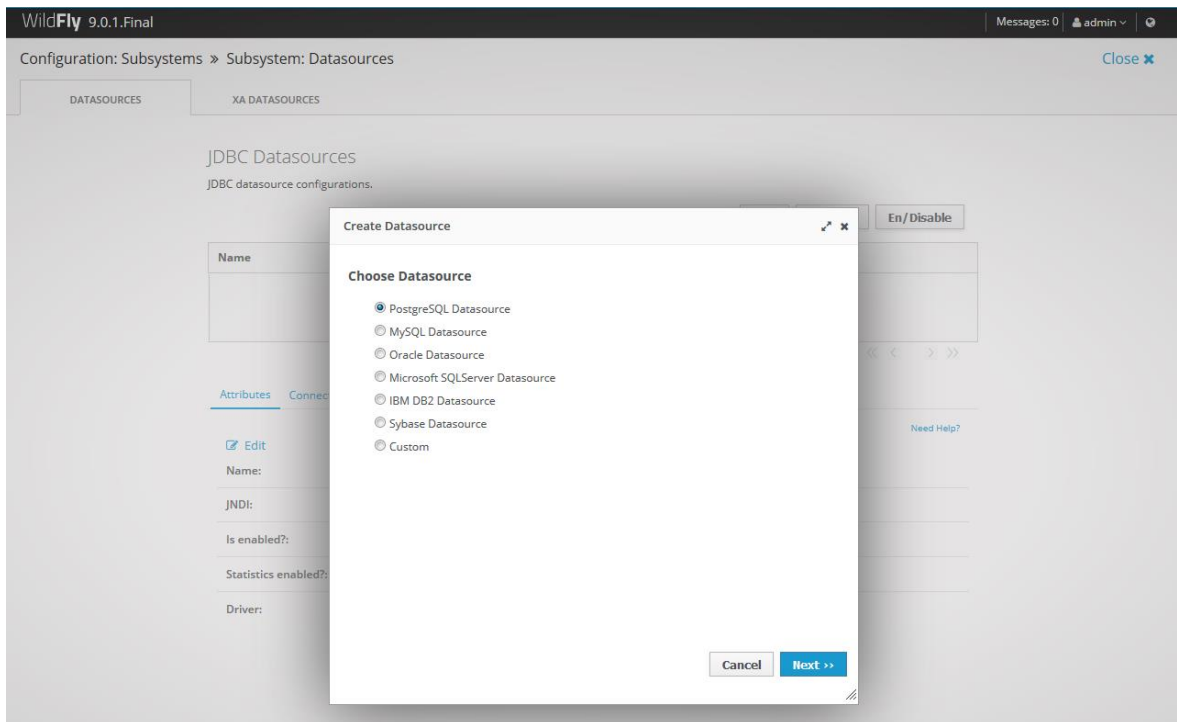 WildFly 9.0.1.Final
Messages: 0 admin
Configuration: Subsystems » Subsystem: Datasources
Close ✖
DATASOURCES XA DATASOURCES
JDBC Datasources
JDBC datasource configurations.
En/Disable
Name
Create Datasource
Choose Datasource
PostgreSQL Datasource
MySQL Datasource
Oracle Datasource
Microsoft SQLServer Datasource
IBM DB2 Datasource
Sybase Datasource
Custom
Cancel Next ››
« ‹ › »
Attributes Connec
Need Help?
Edit
Name:
JNDI:
Is enabled?:
Statistics enabled?:
Driver: